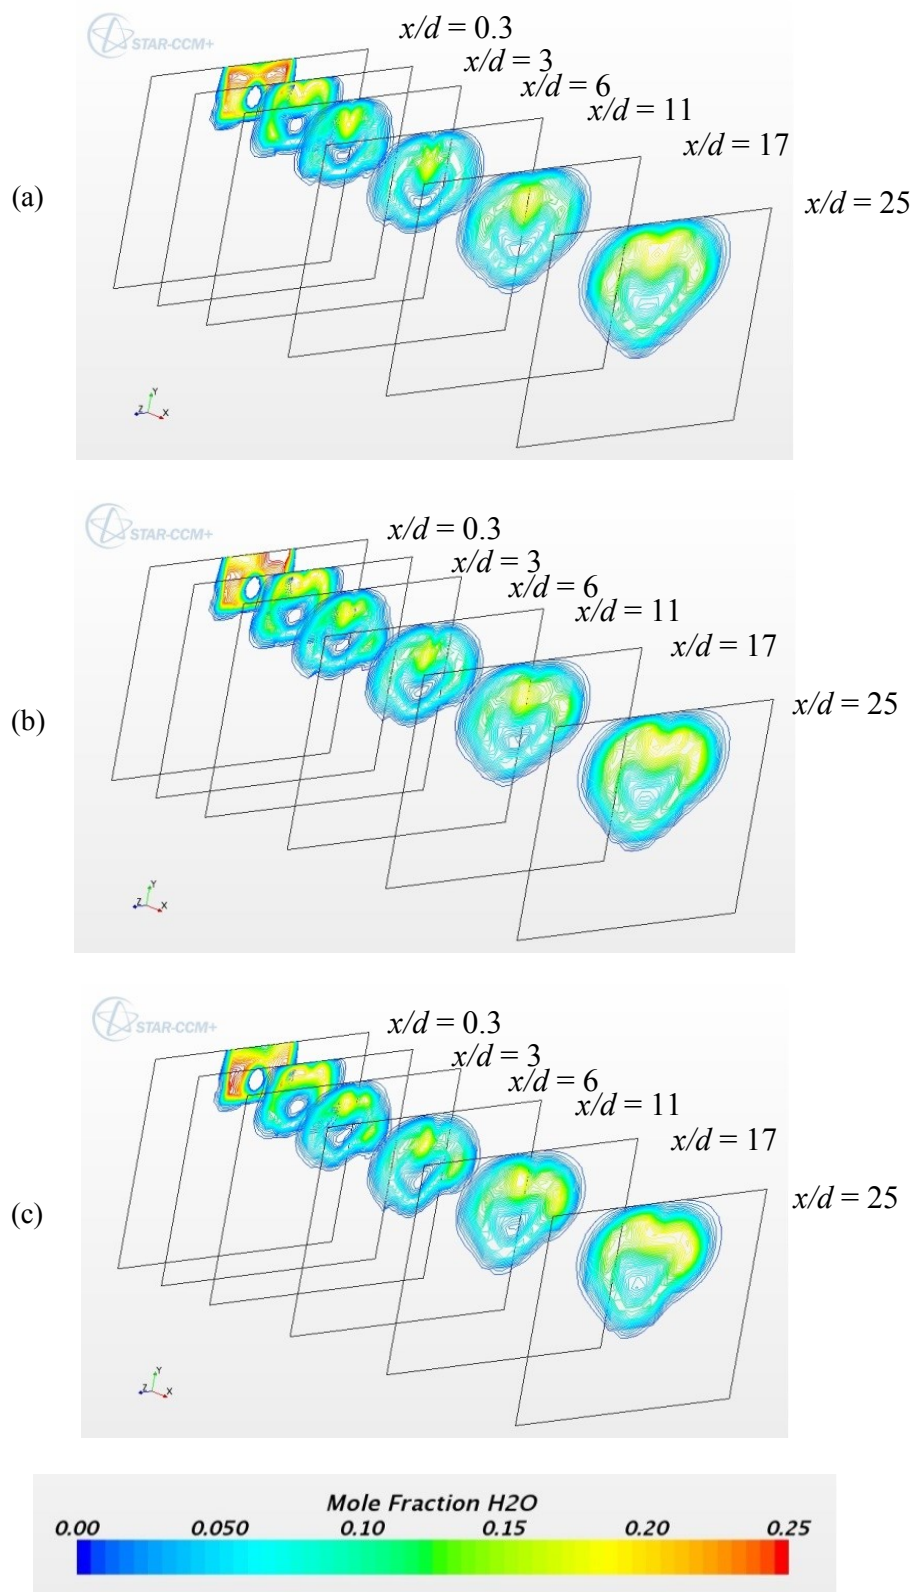 STAR-CCM+
x/d = 0.3
x/d = 3
x/d = 6
x/d = 11
x/d = 17
x/d = 25
(a)
Y
Z
X
STAR-CCM+
x/d = 0.3
x/d = 3
x/d = 6
x/d = 11
x/d = 17
x/d = 25
(b)
Y
Z
X
STAR-CCM+
x/d = 0.3
x/d = 3
x/d = 6
x/d = 11
x/d = 17
x/d = 25
(c)
Y
Z
X
Mole Fraction H2O
0.00 0.050 0.10 0.15 0.20 0.25